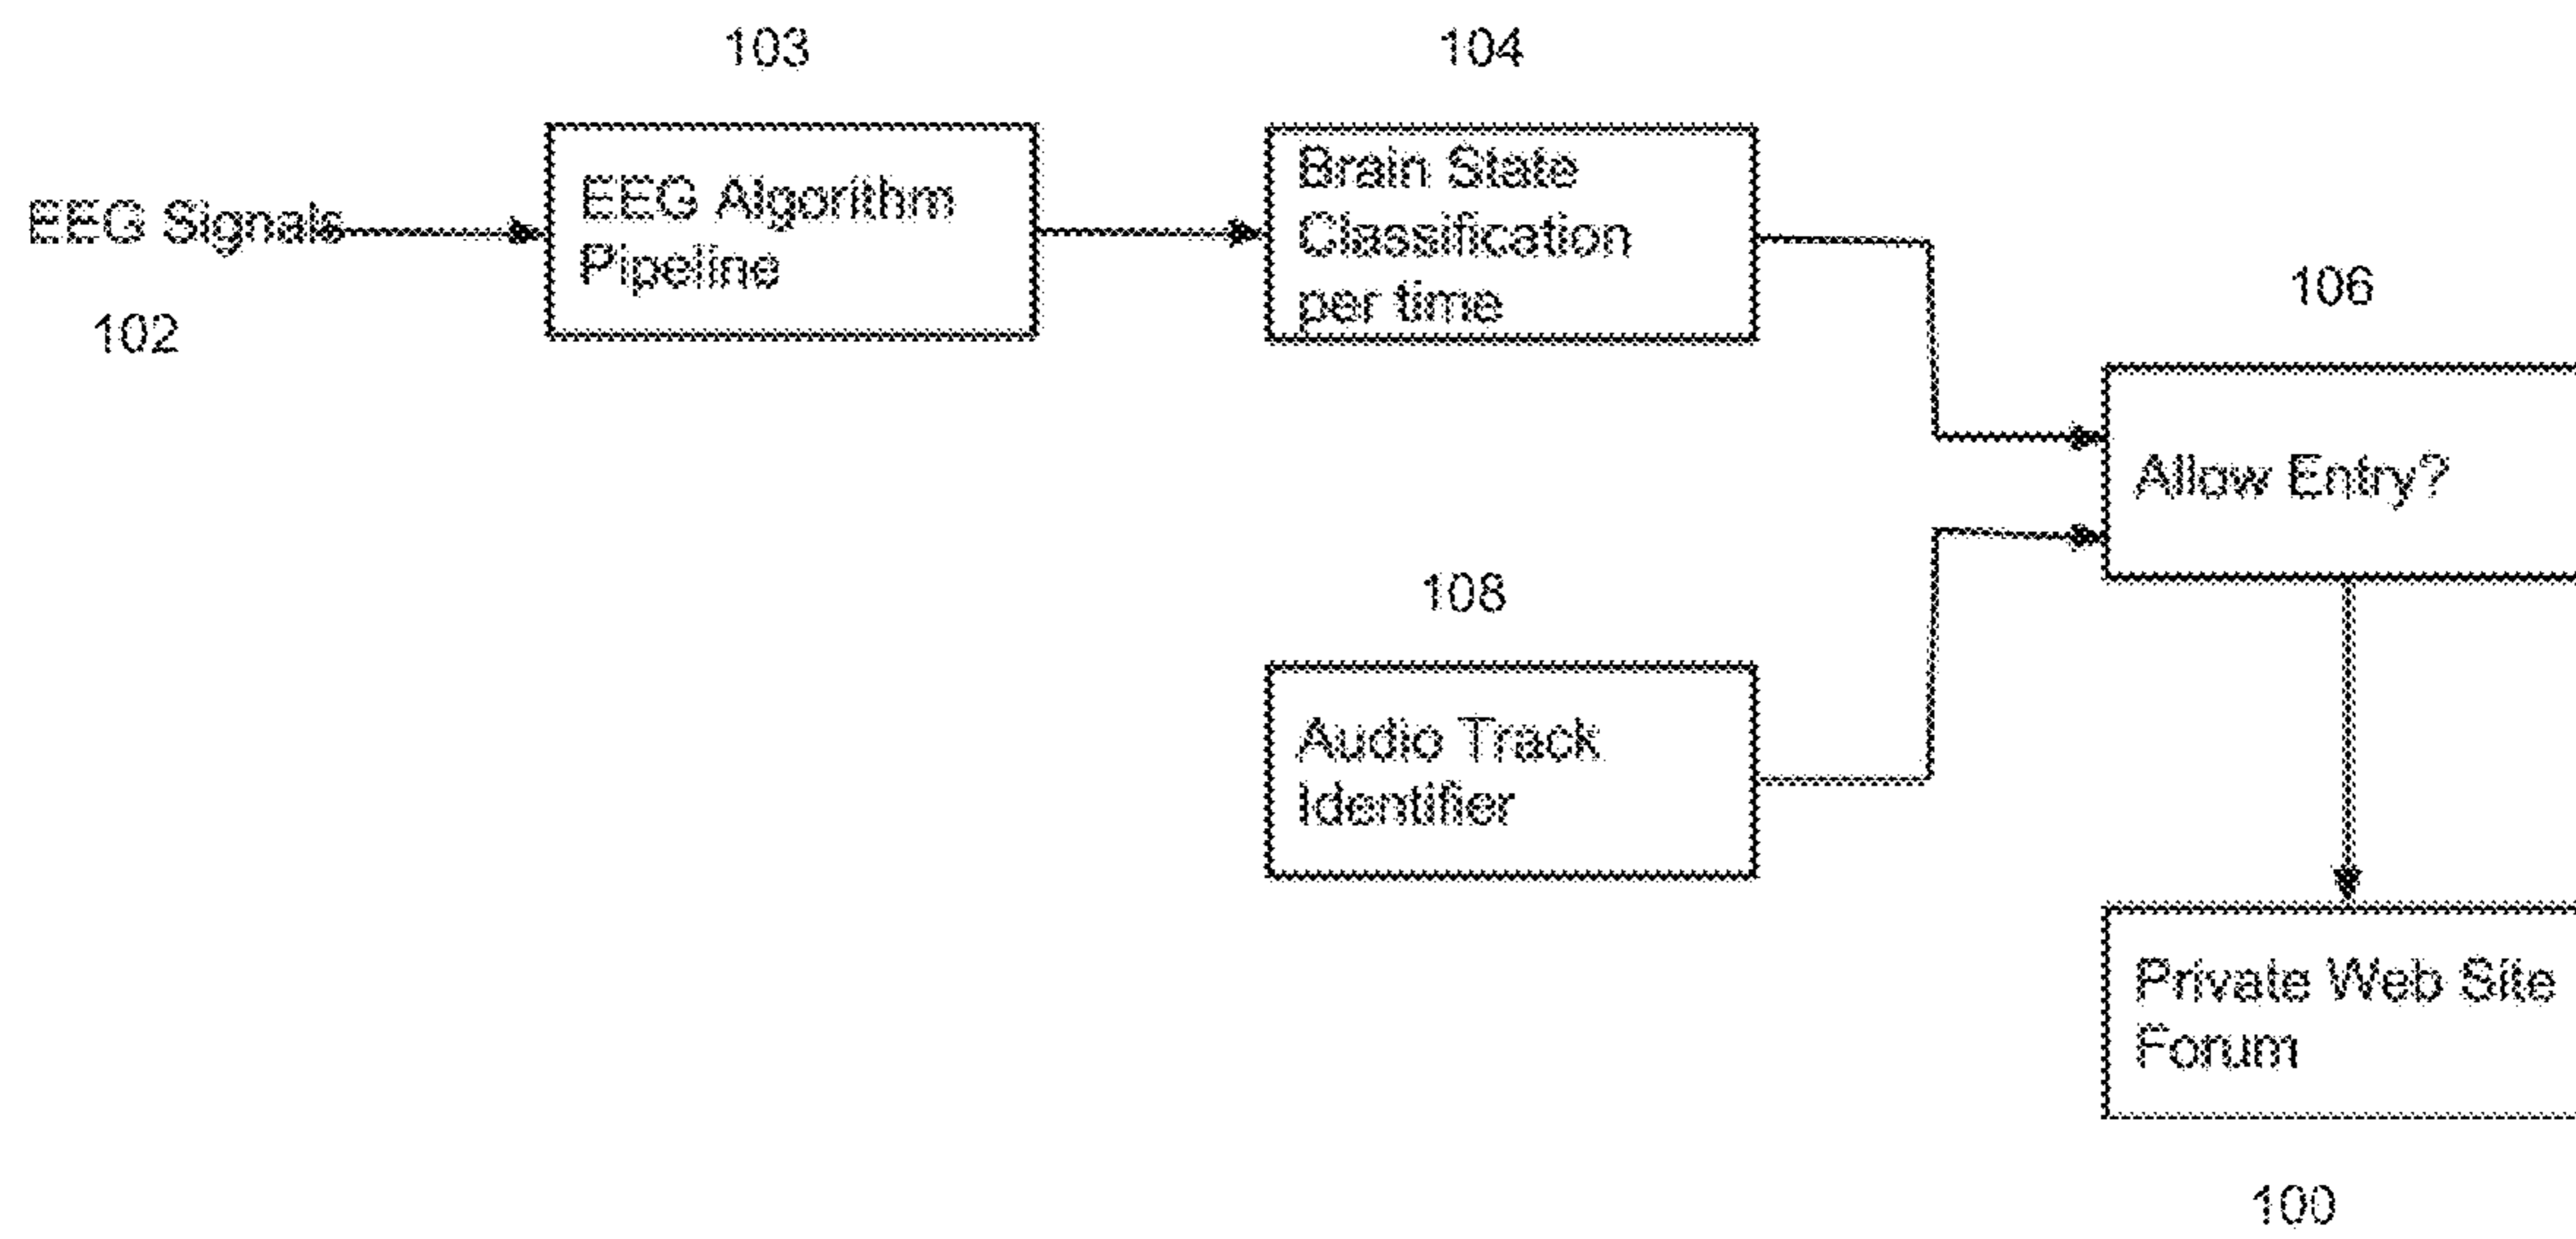 103
104
EEG Signals
102
EEG Algorithm
Pipeline
Brain State
Classification
per time
106
Allow Entry?
108
Audio Track
Identifier
Private Web Site
Forum
100